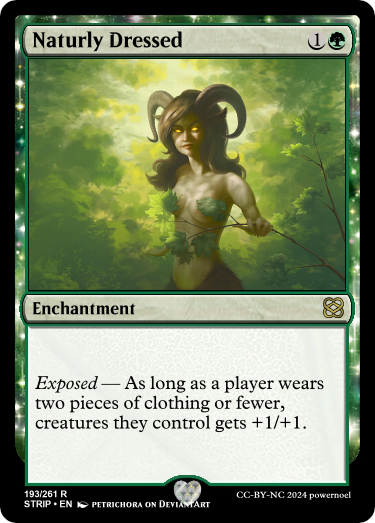 Naturly Dressed 1
Enchantment
Exposed — As long as a player wears
two pieces of clothing or fewer,
creatures they control gets +1/+1.
193/261 R
STRIP • EN PETRICHORA ON DEVIANTART
CC-BY-NC 2024 powernoel